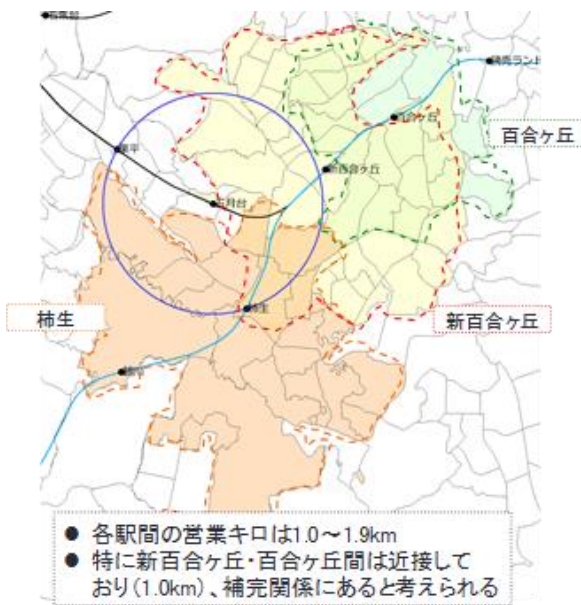 百合ヶ丘
新百合ヶ丘
五月台
百合ヶ丘
柿生
新百合ヶ丘
柿生
● 各駅間の営業キロは1.0～1.9km
● 特に新百合ヶ丘・百合ヶ丘間は近接して
おり(1.0km)、補完関係にあると考えられる